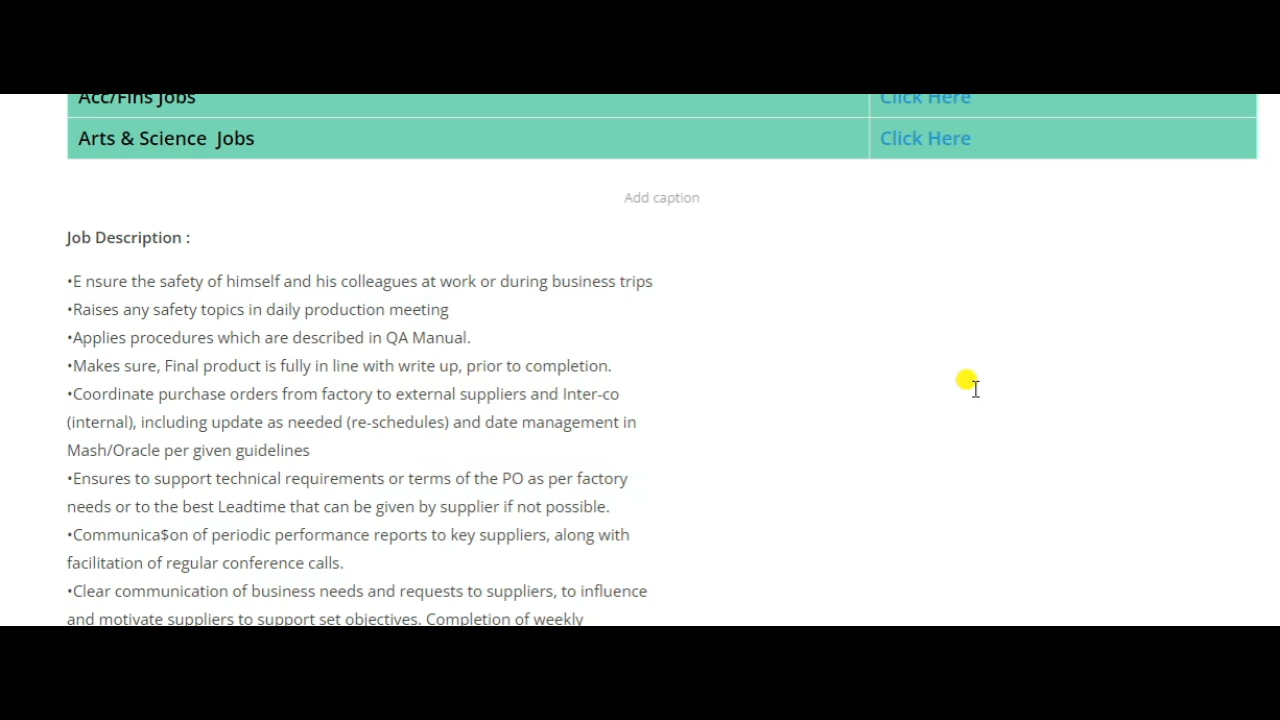 Acc/Fins Jobs Click Here
Arts & Science Jobs Click Here
Add caption
Job Description :
•E nsure the safety of himself and his colleagues at work or during business trips
•Raises any safety topics in daily production meeting
•Applies procedures which are described in QA Manual.
•Makes sure, Final product is fully in line with write up, prior to completion.
•Coordinate purchase orders from factory to external suppliers and Inter-co
(internal), including update as needed (re-schedules) and date management in
Mash/Oracle per given guidelines
•Ensures to support technical requirements or terms of the PO as per factory
needs or to the best Leadtime that can be given by supplier if not possible.
•Communica$on of periodic performance reports to key suppliers, along with
facilitation of regular conference calls.
•Clear communication of business needs and requests to suppliers, to influence
and motivate suppliers to support set objectives. Completion of weekly